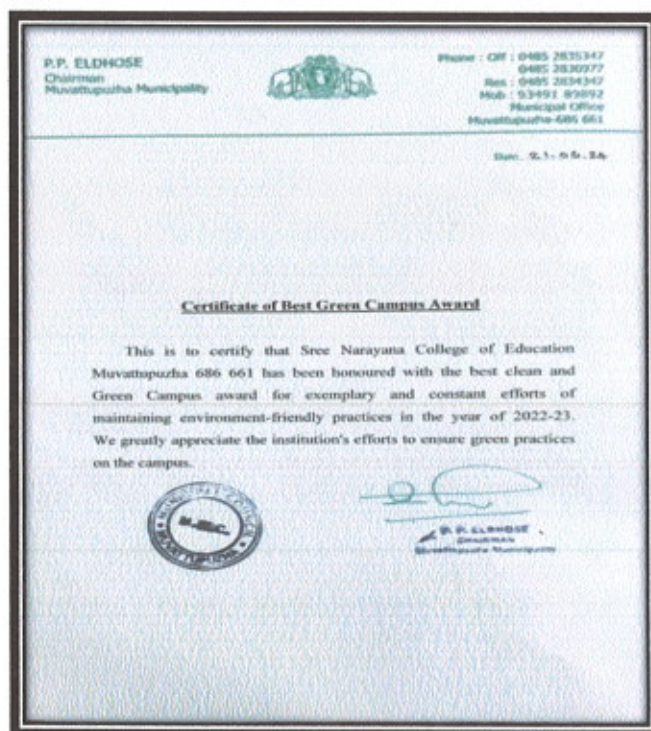 P.P. ELDHOSE
Chairman
Muvattupuzha Municipality
Phone : Off : 0485 2835347
0485 2830977
Res : 0485 2834347
Mob : 93491 89892
Municipal Office
Muvattupuzha-686 661
Date
Certificate of Best Green Campus Award
This is to certify that Sree Narayana College of Education
Muvattupuzha 686 661 has been honoured with the best clean and
Green Campus award for exemplary and constant efforts of
maintaining environment-friendly practices in the year of 2022-23.
We greatly appreciate the institution's efforts to ensure green practices
on the campus.
MUVATTUPUZHA
P. P. ELDHOSE
CHAIRMAN
Muvattupuzha Municipality